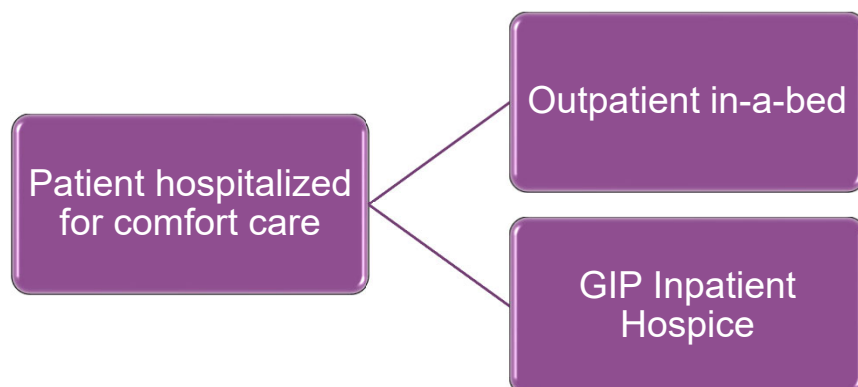 Patient hospitalized
for comfort care
Outpatient in-a-bed
GIP Inpatient
Hospice